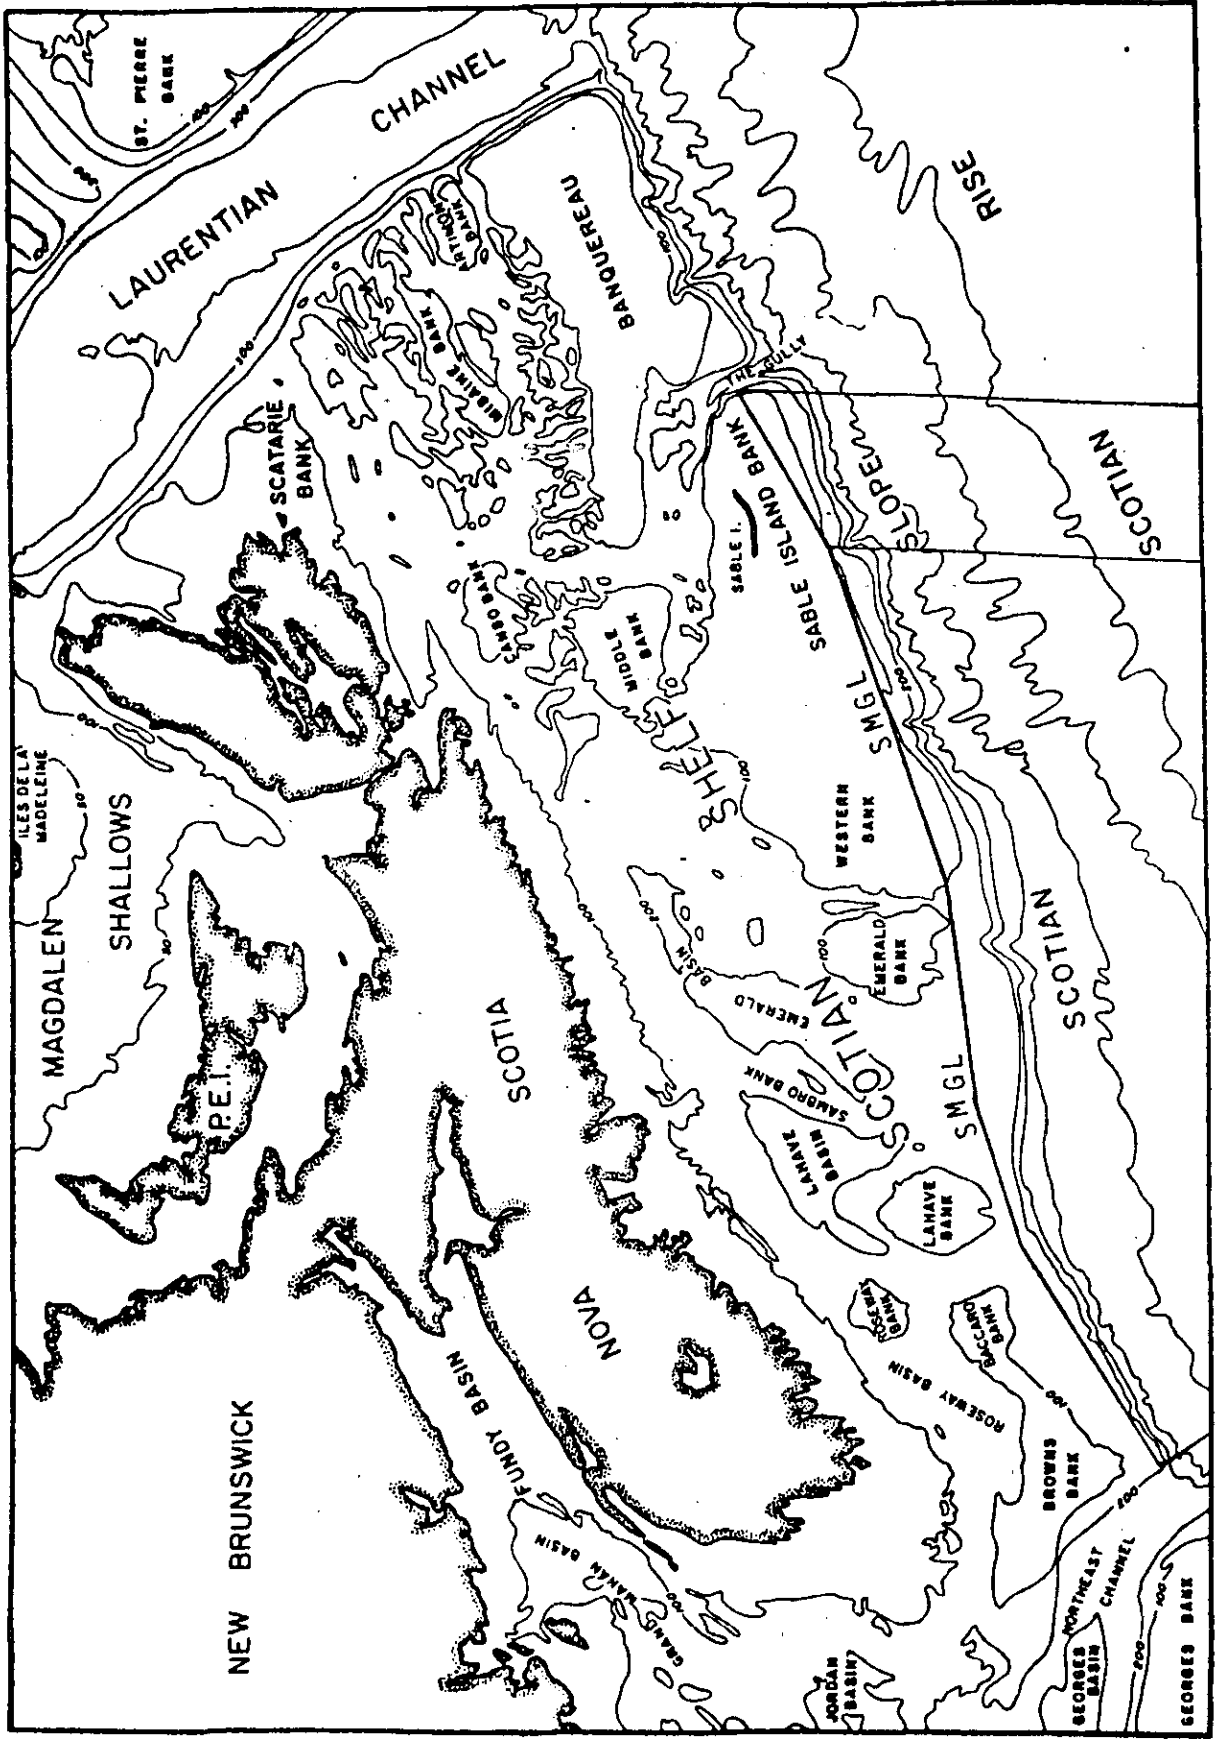 NEW BRUNSWICK
P.E.I.
MAGDALEN
SHALLOWS
ILES DE LA
MADELEINE
50
50
100
LAURENTIAN
CHANNEL
ST. PIERRE
BANK
100
200
200
SCATARIE
BANK
MISAINE BANK
ARTIMON
BANK
BANQUEREAU
100
THE GULLY
CANSO BANK
MIDDLE
BANK
SABLE I.
SABLE ISLAND BANK
NOVA
SCOTIA
FUNDY BASIN
GRAND MANAN BASIN
100
100
SCOTIAN
SHELF
100
200
EMERALD
BASIN
SAMBRO BANK
LAHAVE
BASIN
LAHAVE
BANK
100
EMERALD
BANK
WESTERN
BANK
SMGL
SMGL
200
ROSEWAY
BANK
ROSEWAY BASIN
BACCARO
BANK
100
BROWNS
BANK
200
NORTHEAST
CHANNEL
JORDAN
BASIN
GEORGES
BASIN
200
100
GEORGES BANK
SCOTIAN
SLOPE
SCOTIAN
RISE